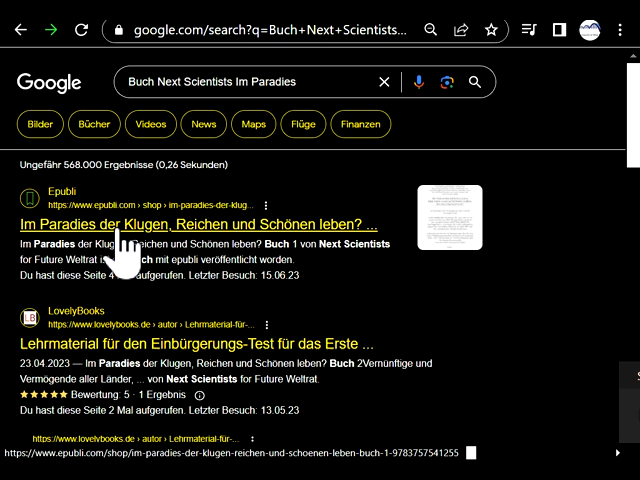 google.com/search?q=Buch+Next+Scientists...
Google
Buch Next Scientists Im Paradies
Bilder Bücher Videos News Maps Flüge Finanzen
Ungefähr 568.000 Ergebnisse (0,26 Sekunden)
Epubli
https://www.epubli.com › shop › im-paradies-der-klug...
Im Paradies der Klugen, Reichen und Schönen leben? ...
Im Paradies der Klugen, Reichen und Schönen leben? Buch 1 von Next Scientists
for Future Weltrat mit epubli veröffentlicht worden.
Du hast diese Seite 4 aufgerufen. Letzter Besuch: 15.06.23
LovelyBooks
LB
https://www.lovelybooks.de › autor › Lehrmaterial-für-...
Lehrmaterial für den Einbürgerungs-Test für das Erste ...
23.04.2023 — Im Paradies der Klugen, Reichen und Schönen leben? Buch 2Vernünftige und
Vermögende aller Länder, ... von Next Scientists for Future Weltrat.
Bewertung: 5 · 1 Ergebnis
Du hast diese Seite 2 Mal aufgerufen. Letzter Besuch: 13.05.23
https://www.lovelybooks.de › autor › Lehrmaterial-für-...
https://www.epubli.com/shop/im-paradies-der-klugen-reichen-und-schoenen-leben-buch-1-9783757541255